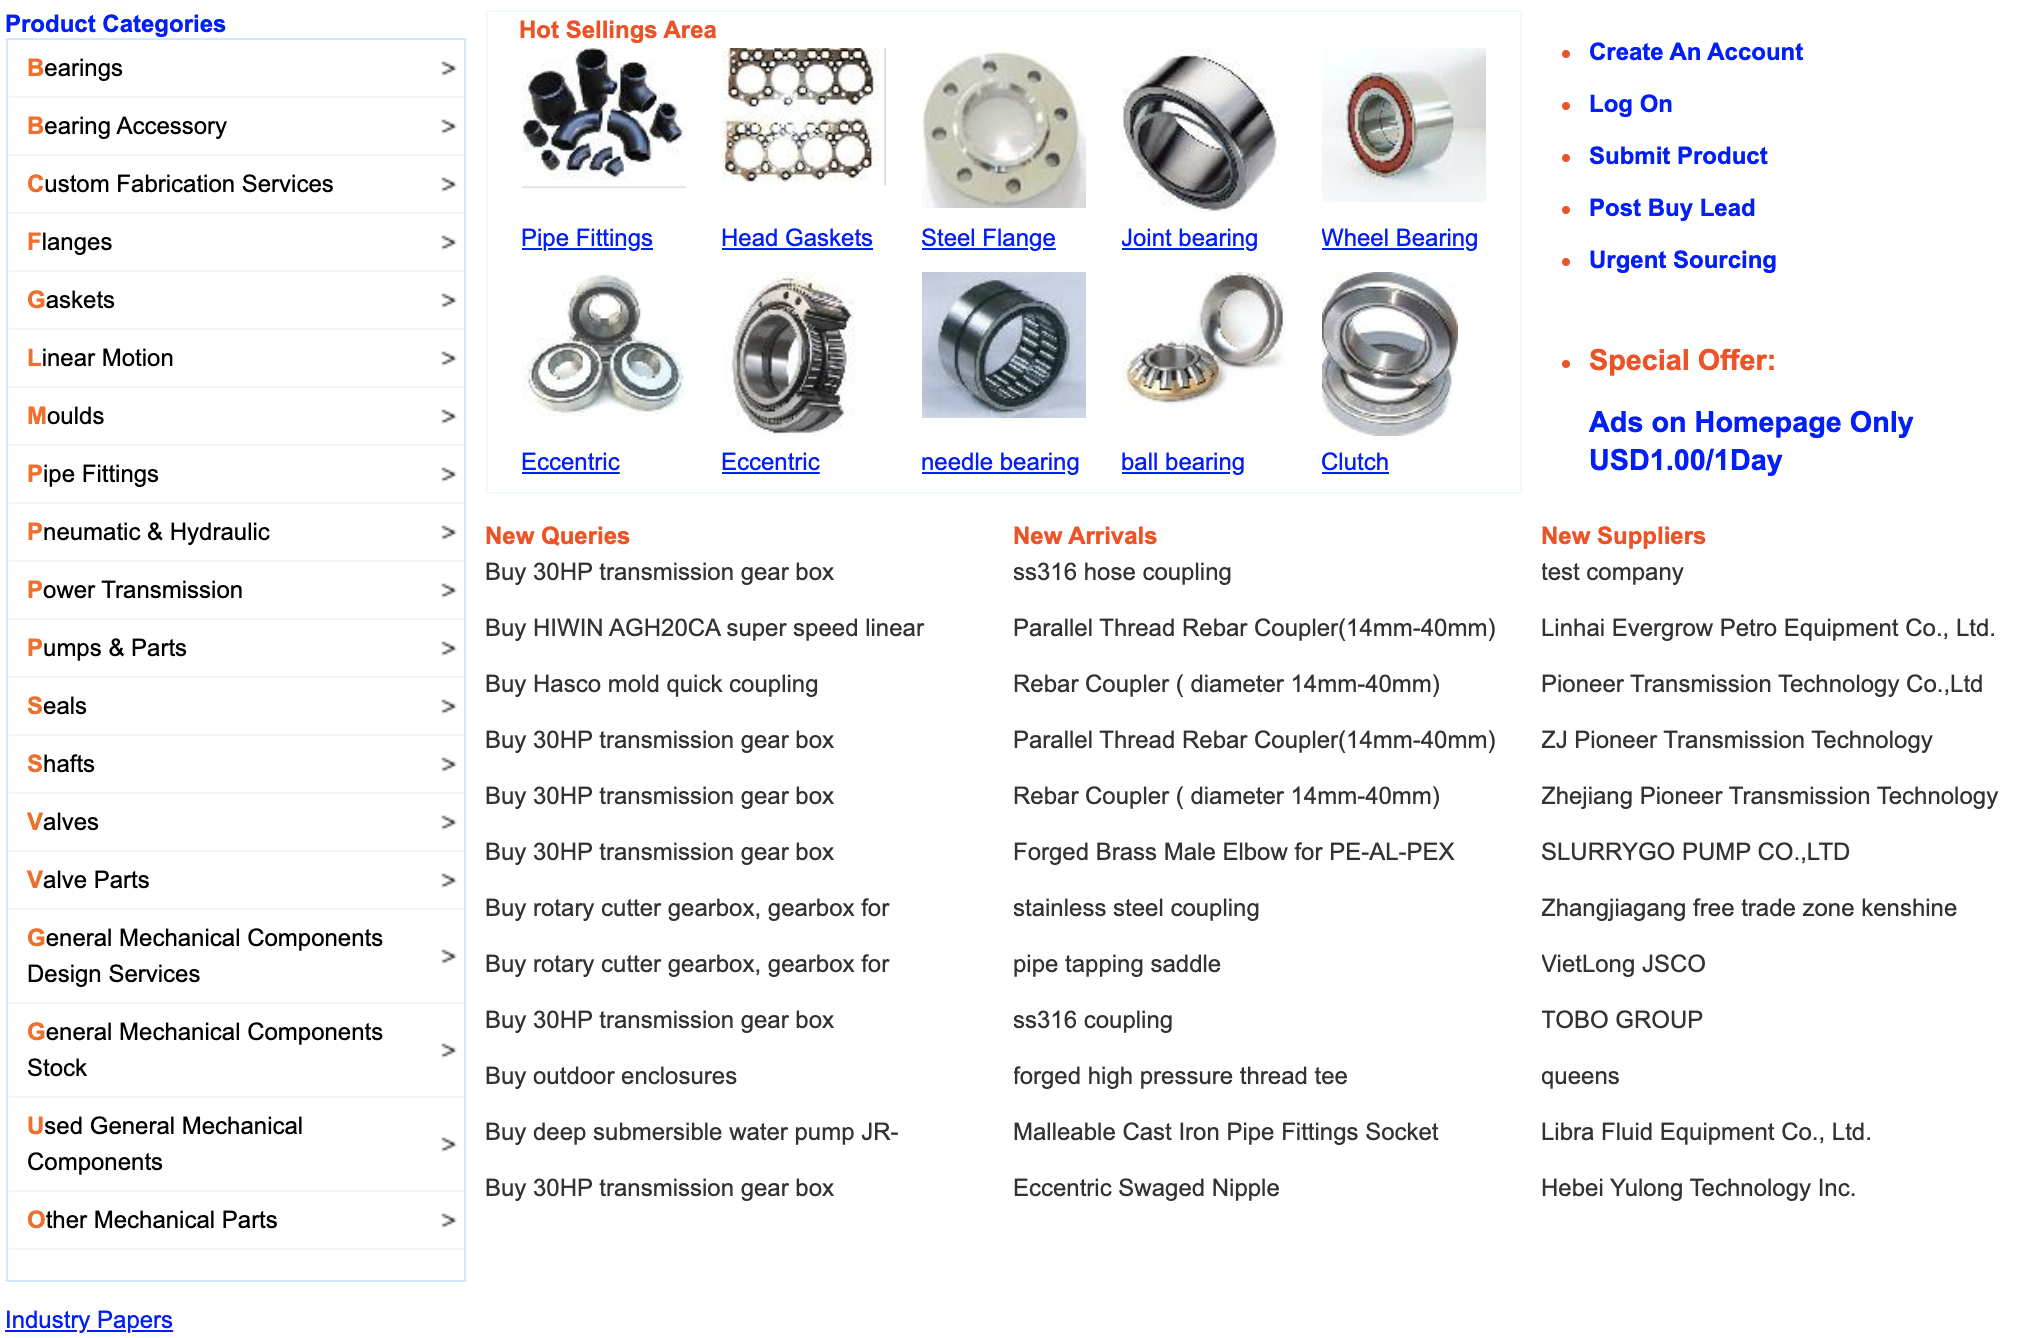 Product Categories
Bearings >
Bearing Accessory >
Custom Fabrication Services >
Flanges >
Gaskets >
Linear Motion >
Moulds >
Pipe Fittings >
Pneumatic & Hydraulic >
Power Transmission >
Pumps & Parts >
Seals >
Shafts >
Valves >
Valve Parts >
General Mechanical Components
Design Services >
General Mechanical Components
Stock >
Used General Mechanical
Components >
Other Mechanical Parts >
Industry Papers
Hot Sellings Area
Pipe Fittings
Head Gaskets
Steel Flange
Joint bearing
Wheel Bearing
Eccentric
Eccentric
needle bearing
ball bearing
Clutch
Create An Account
Log On
Submit Product
Post Buy Lead
Urgent Sourcing
Special Offer:
Ads on Homepage Only
USD1.00/1Day
New Queries
Buy 30HP transmission gear box
Buy HIWIN AGH20CA super speed linear
Buy Hasco mold quick coupling
Buy 30HP transmission gear box
Buy 30HP transmission gear box
Buy 30HP transmission gear box
Buy rotary cutter gearbox, gearbox for
Buy rotary cutter gearbox, gearbox for
Buy 30HP transmission gear box
Buy outdoor enclosures
Buy deep submersible water pump JR-
Buy 30HP transmission gear box
New Arrivals
ss316 hose coupling
Parallel Thread Rebar Coupler(14mm-40mm)
Rebar Coupler ( diameter 14mm-40mm)
Parallel Thread Rebar Coupler(14mm-40mm)
Rebar Coupler ( diameter 14mm-40mm)
Forged Brass Male Elbow for PE-AL-PEX
stainless steel coupling
pipe tapping saddle
ss316 coupling
forged high pressure thread tee
Malleable Cast Iron Pipe Fittings Socket
Eccentric Swaged Nipple
New Suppliers
test company
Linhai Evergrow Petro Equipment Co., Ltd.
Pioneer Transmission Technology Co.,Ltd
ZJ Pioneer Transmission Technology
Zhejiang Pioneer Transmission Technology
SLURRYGO PUMP CO.,LTD
Zhangjiagang free trade zone kenshine
VietLong JSCO
TOBO GROUP
queens
Libra Fluid Equipment Co., Ltd.
Hebei Yulong Technology Inc.